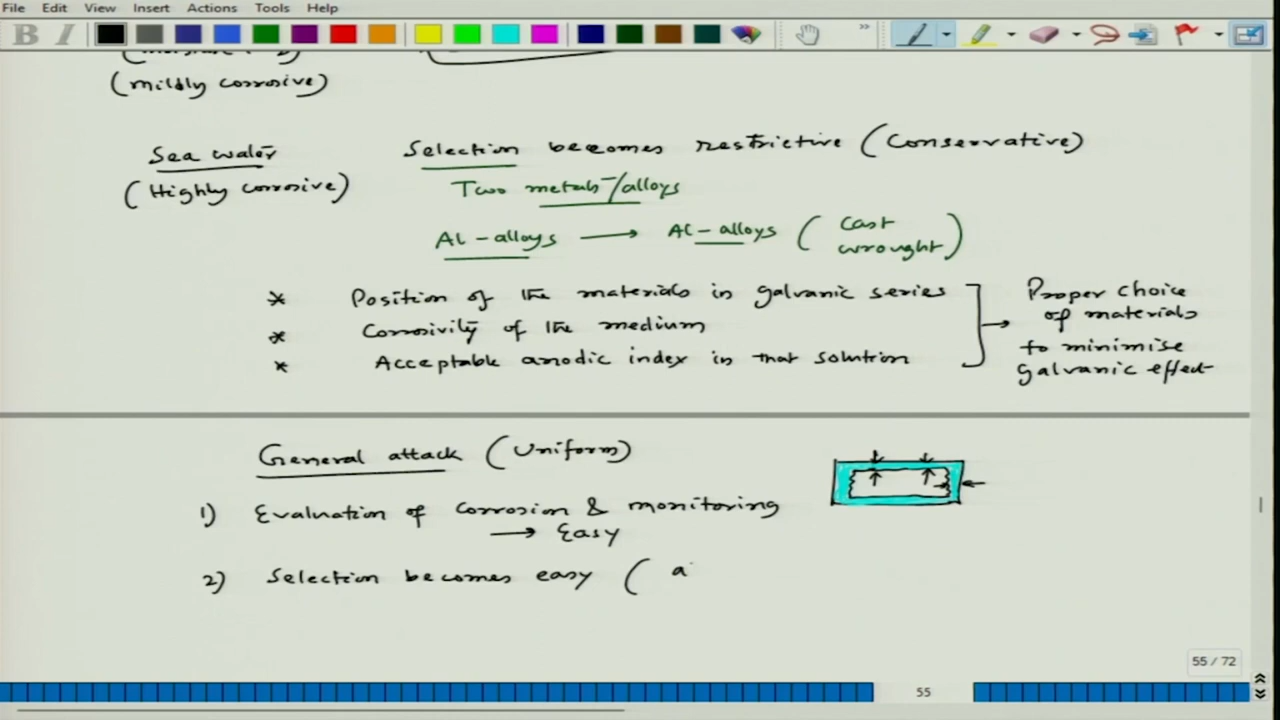 File Edit View Insert Actions Tools Help
(mildly corrosive)
Sea water Selection becomes restrictive (Conservative)
(Highly corrosive) Two metals/alloys
Al-alloys → Al-alloys (Cast
wrought)
* Position of the materials in galvanic series
* Corrosivity of the medium
* Acceptable anodic index in that solution
Proper choice
of materials
to minimise
galvanic effect
General attack (Uniform)
1) Evaluation of corrosion & monitoring
→ Easy
2) Selection becomes easy ( a
55 / 72
55